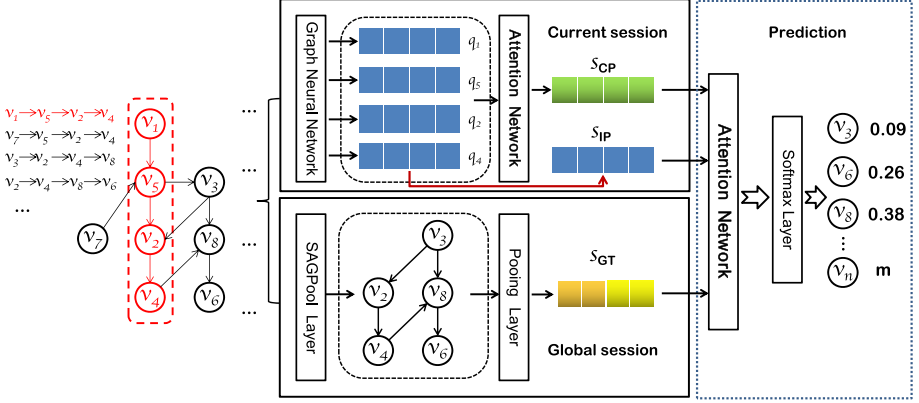 v1→v5→v2→v4
v7→v5→v2→v4
v3→v2→v4→v8
v2→v4→v8→v6
...
v1
v5
v3
v7
v2
v8
v4
v6
...
...
...
...
Graph Neural Network
q1
q5
q2
q4
Attention Network
Current session
SCP
SIP
SAGPool Layer
v3
v2
v8
v4
v6
Pooing Layer
SGT
Global session
Prediction
Attention Network
Softmax Layer
v3 0.09
v6 0.26
v8 0.38
...
vn m